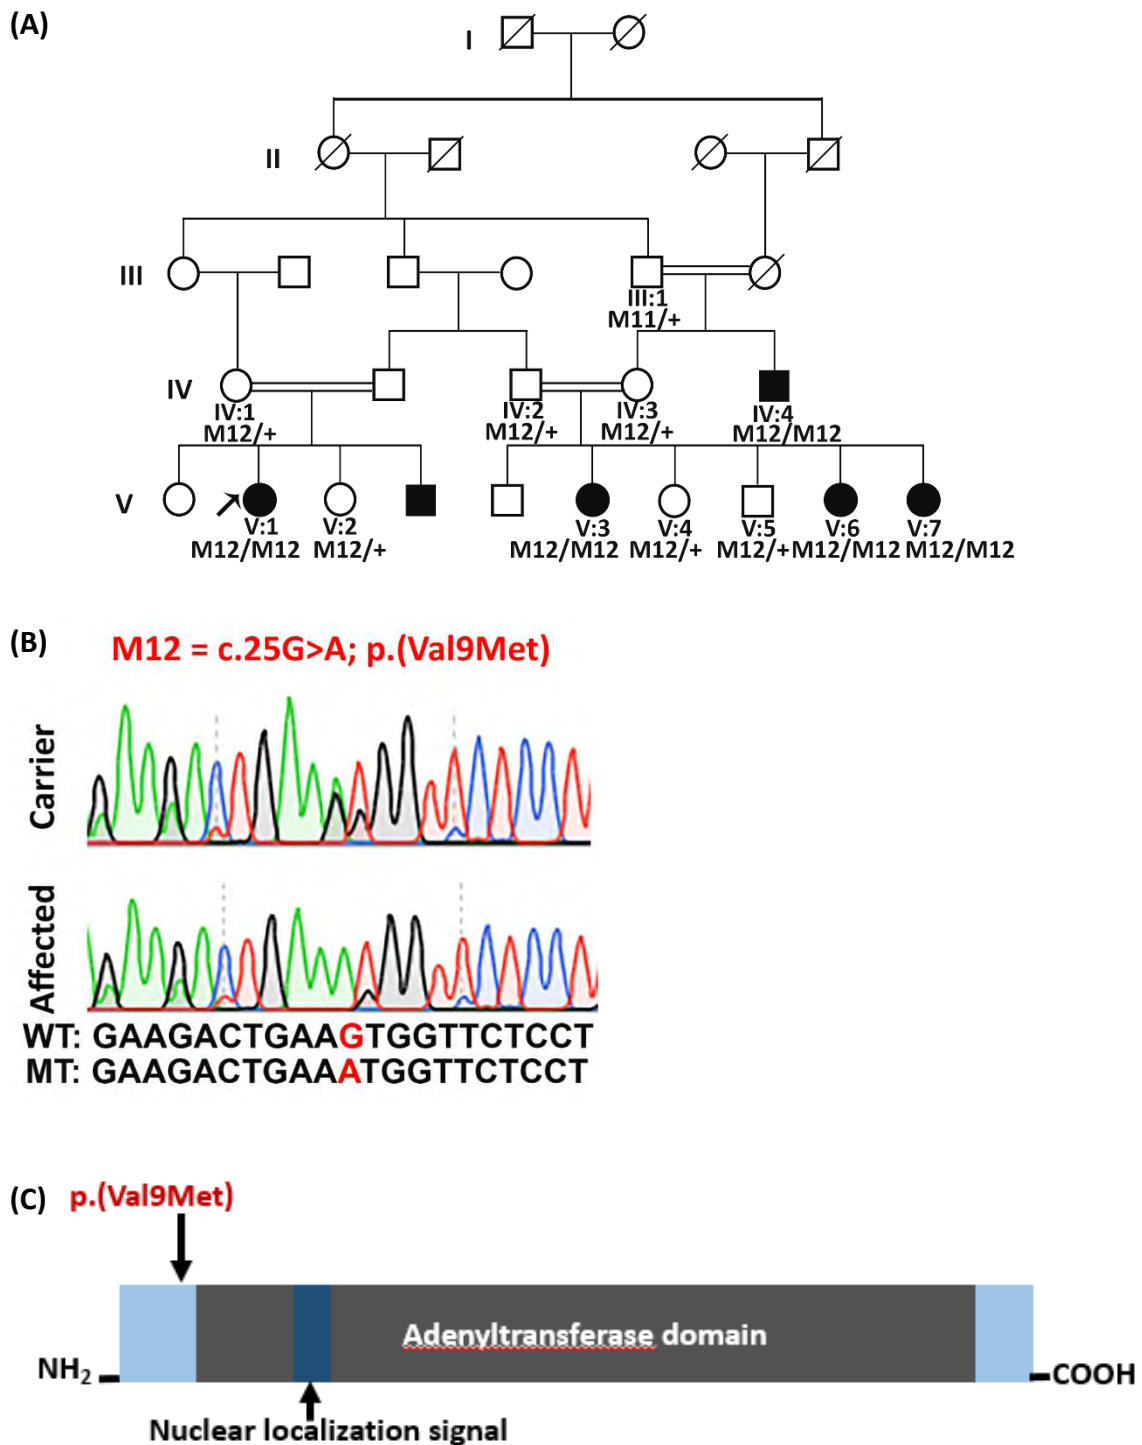 (A)
I
II
III
III:1
M11/+
IV
IV:1
M12/+
IV:2
M12/+
IV:3
M12/+
IV:4
M12/M12
V
V:1
M12/M12
V:2
M12/+
V:3
M12/M12
V:4
M12/+
V:5
M12/+
V:6
M12/M12
V:7
M12/M12
(B)
M12 = c.25G>A; p.(Val9Met)
Carrier
Affected
WT: GAAGACTGAAGTGGTTCTCCT
MT: GAAGACTGAAATGGTTCTCCT
(C)
p.(Val9Met)
Adenyltransferase domain
NH2
COOH
Nuclear localization signal